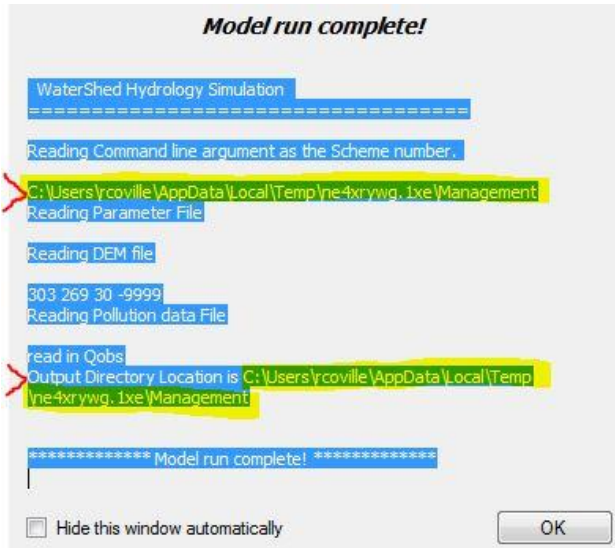 Model run complete!
WaterShed Hydrology Simulation
==================================
Reading Command line argument as the Scheme number.
C:\Users\rcoville\AppData\Local\Temp\ne4xrywg.1xe\Management
Reading Parameter File
Reading DEM file
303 269 30 -9999
Reading Pollution data File
read in Qobs
Output Directory Location is C:\Users\rcoville\AppData\Local\Temp
\ne4xrywg.1xe\Management
************* Model run complete! *************
Hide this window automatically
OK